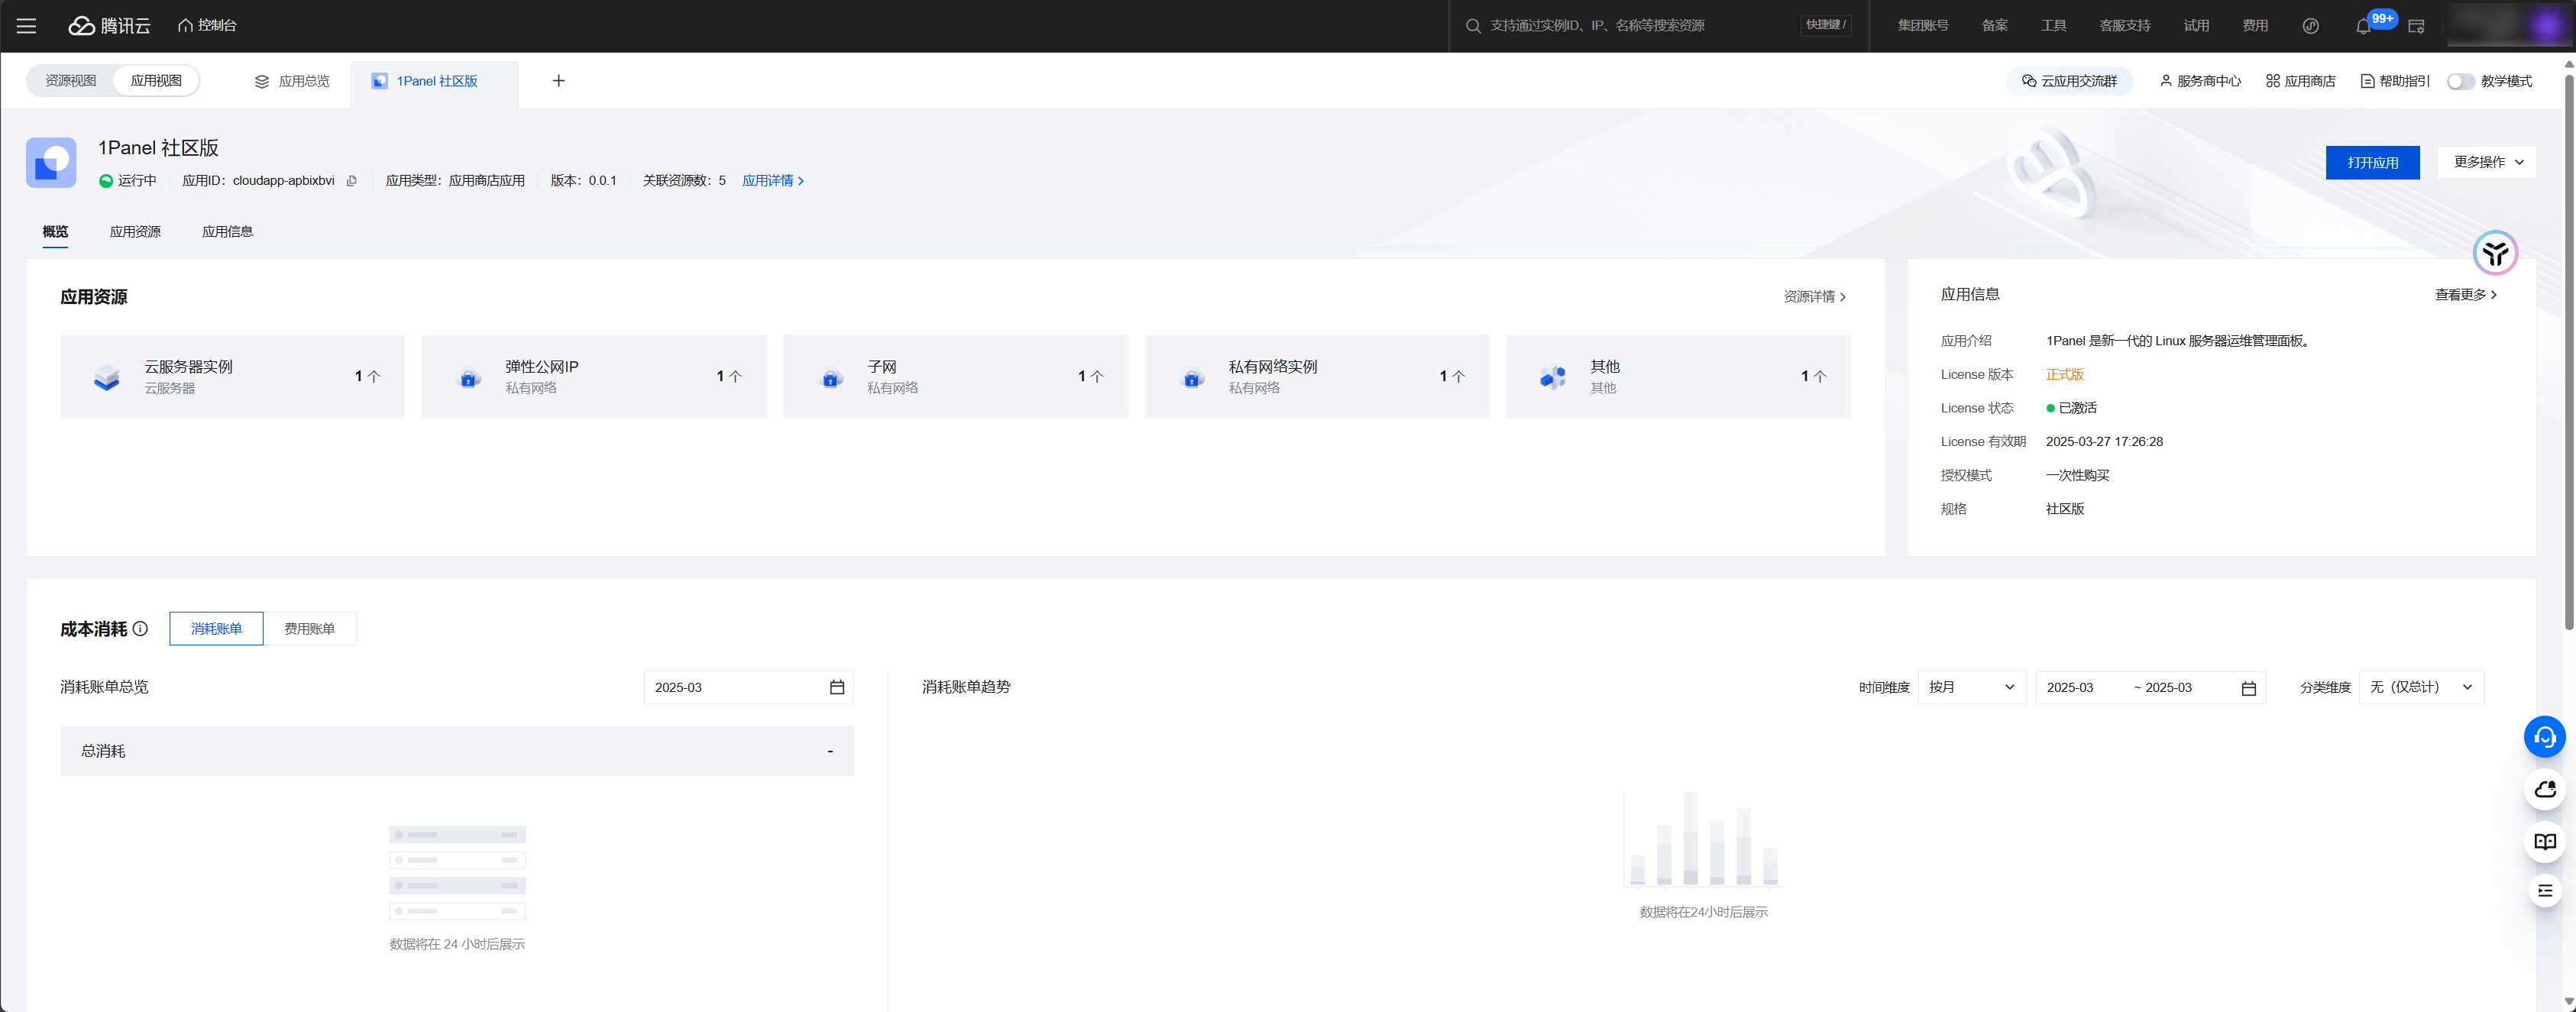 腾讯云 控制台 支持通过实例ID、IP、名称等搜索资源 快捷键 / 集团账号 备案 工具 客服支持 试用 费用 99+
资源视图 应用视图 应用总览 1Panel 社区版 云应用交流群 服务商中心 应用商店 帮助指引 教学模式
1Panel 社区版
运行中 应用ID：cloudapp-apbixbvi 应用类型：应用商店应用 版本：0.0.1 关联资源数：5 应用详情
打开应用 更多操作
概览 应用资源 应用信息
应用资源 资源详情
云服务器实例
云服务器
1 个
弹性公网IP
私有网络
1 个
子网
私有网络
1 个
私有网络实例
私有网络
1 个
其他
其他
1 个
应用信息 查看更多
应用介绍 1Panel 是新一代的 Linux 服务器运维管理面板。
License 版本 正式版
License 状态 已激活
License 有效期 2025-03-27 17:26:28
授权模式 一次性购买
规格 社区版
成本消耗 消耗账单 费用账单
消耗账单总览 2025-03
总消耗 -
数据将在 24 小时后展示
消耗账单趋势 时间维度 按月 2025-03 ~ 2025-03 分类维度 无（仅总计）
数据将在24小时后展示